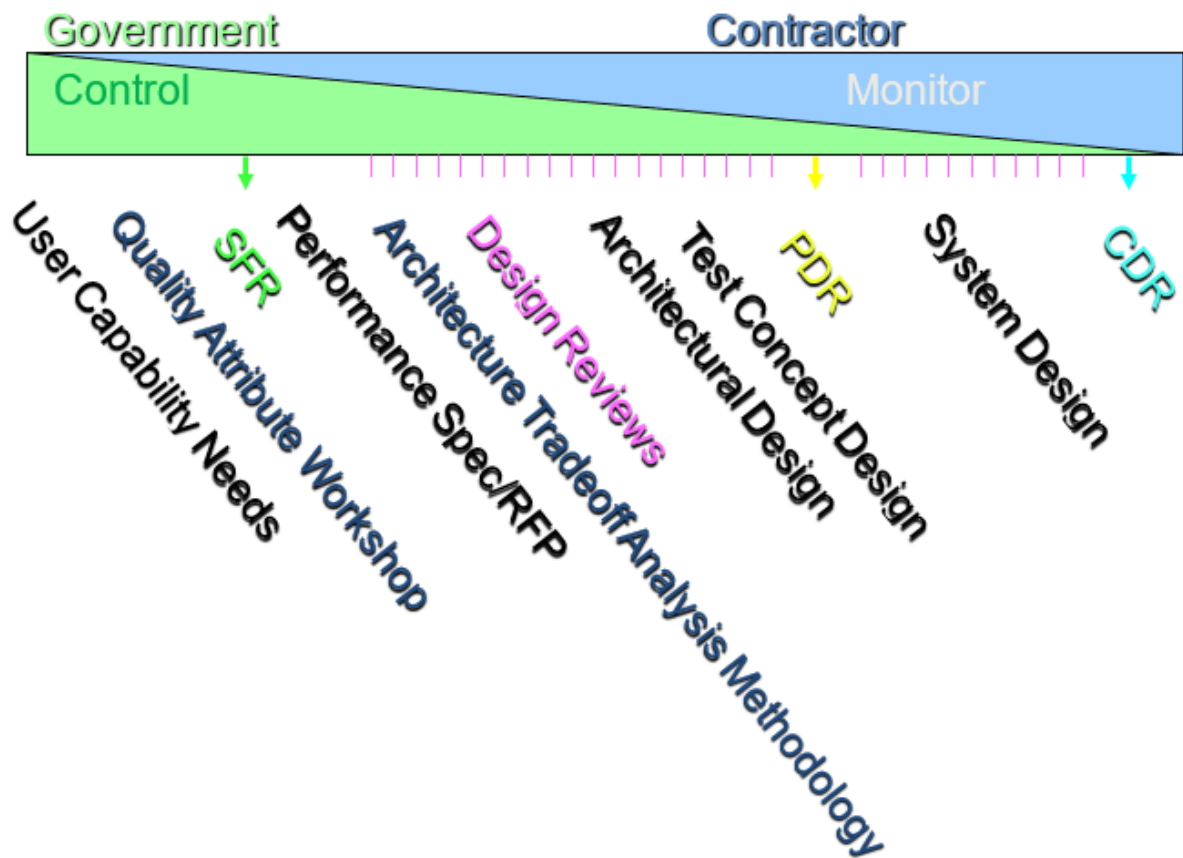 Government
Contractor
Control
Monitor
User Capability Needs
Quality Attribute Workshop
SFR
Performance Spec/RFP
Architecture Tradeoff Analysis Methodology
Design Reviews
Architectural Design
Test Concept Design
PDR
System Design
CDR